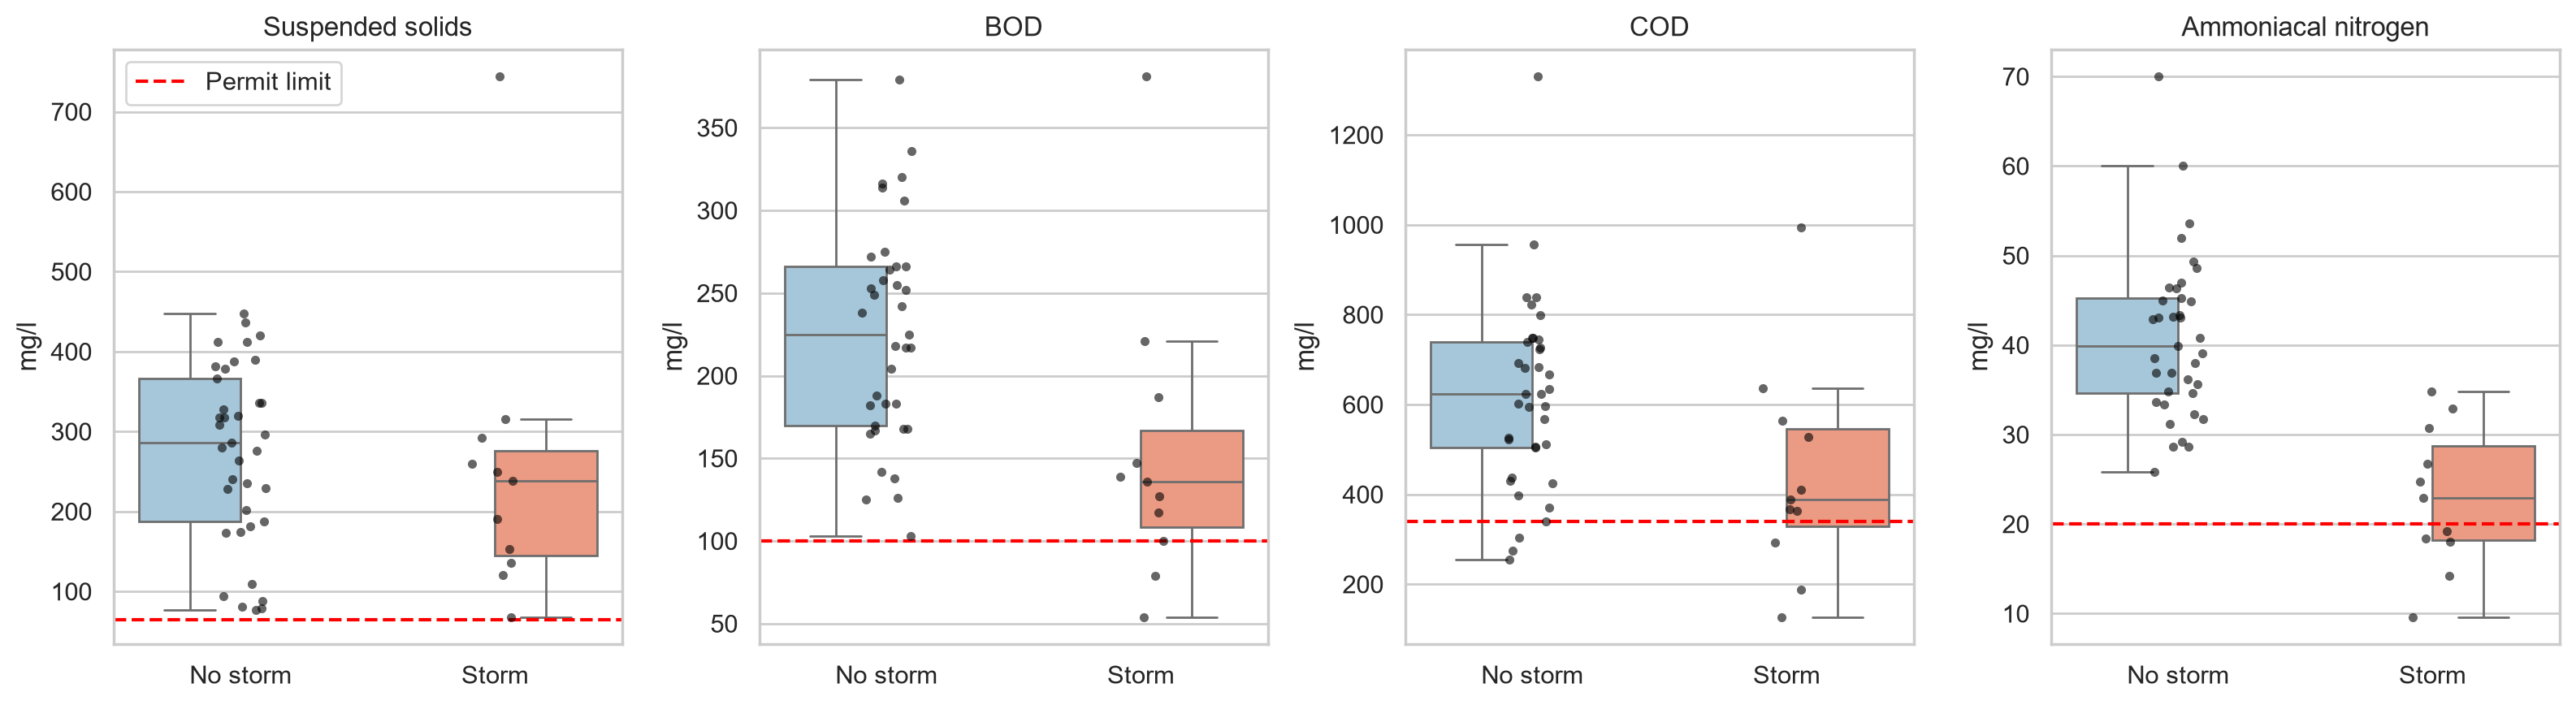 Suspended solids
Permit limit
mg/l
700
600
500
400
300
200
100
No storm
Storm
BOD
mg/l
350
300
250
200
150
100
50
No storm
Storm
COD
mg/l
1200
1000
800
600
400
200
No storm
Storm
Ammoniacal nitrogen
mg/l
70
60
50
40
30
20
10
No storm
Storm